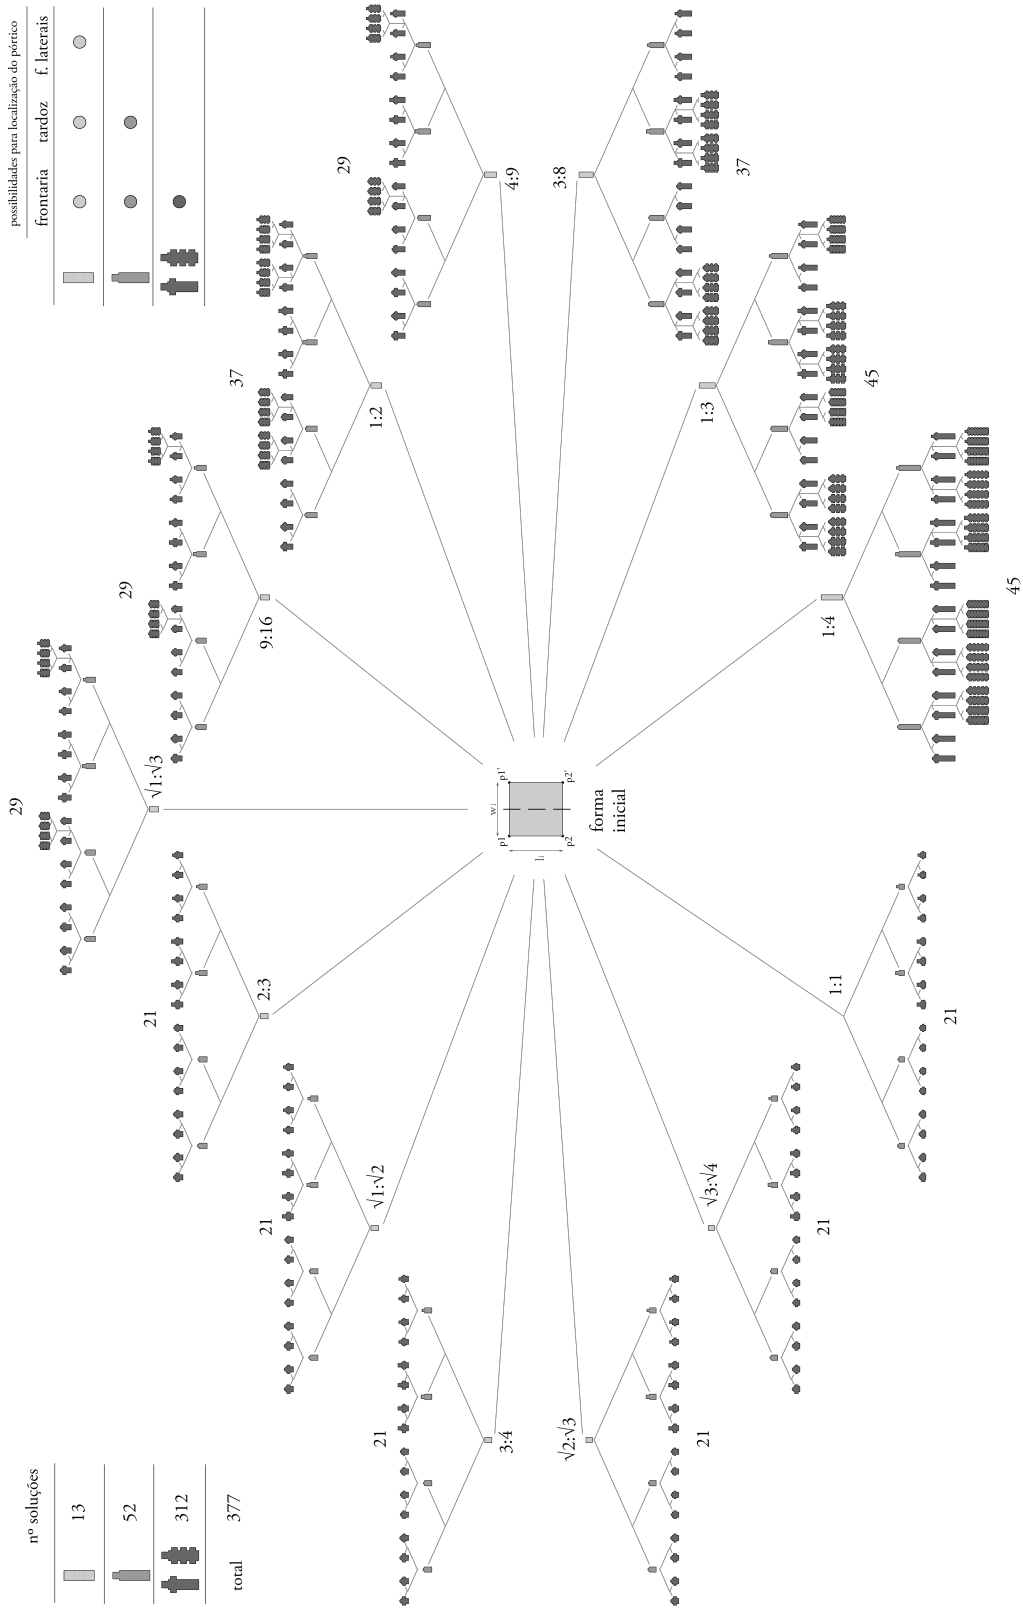 nº soluções
13
52
312
total 377
possibilidades para localização do pórtico
frontaria tardoz f. laterais
21
3:4
21
√1:√2
21
2:3
29
√1:√3
29
9:16
37
1:2
29
4:9
3:8
37
1:3
45
1:4
45
1:1
21
√3:√4
21
√2:√3
21
p1
wi
p1'
li
p2
p2'
forma
inicial